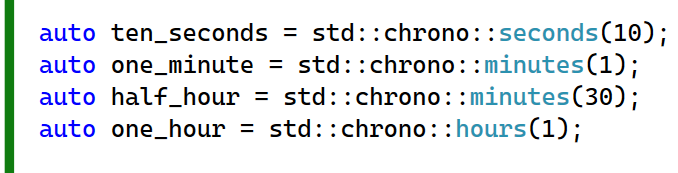 auto ten_seconds = std::chrono::seconds(10);
auto one_minute = std::chrono::minutes(1);
auto half_hour = std::chrono::minutes(30);
auto one_hour = std::chrono::hours(1);